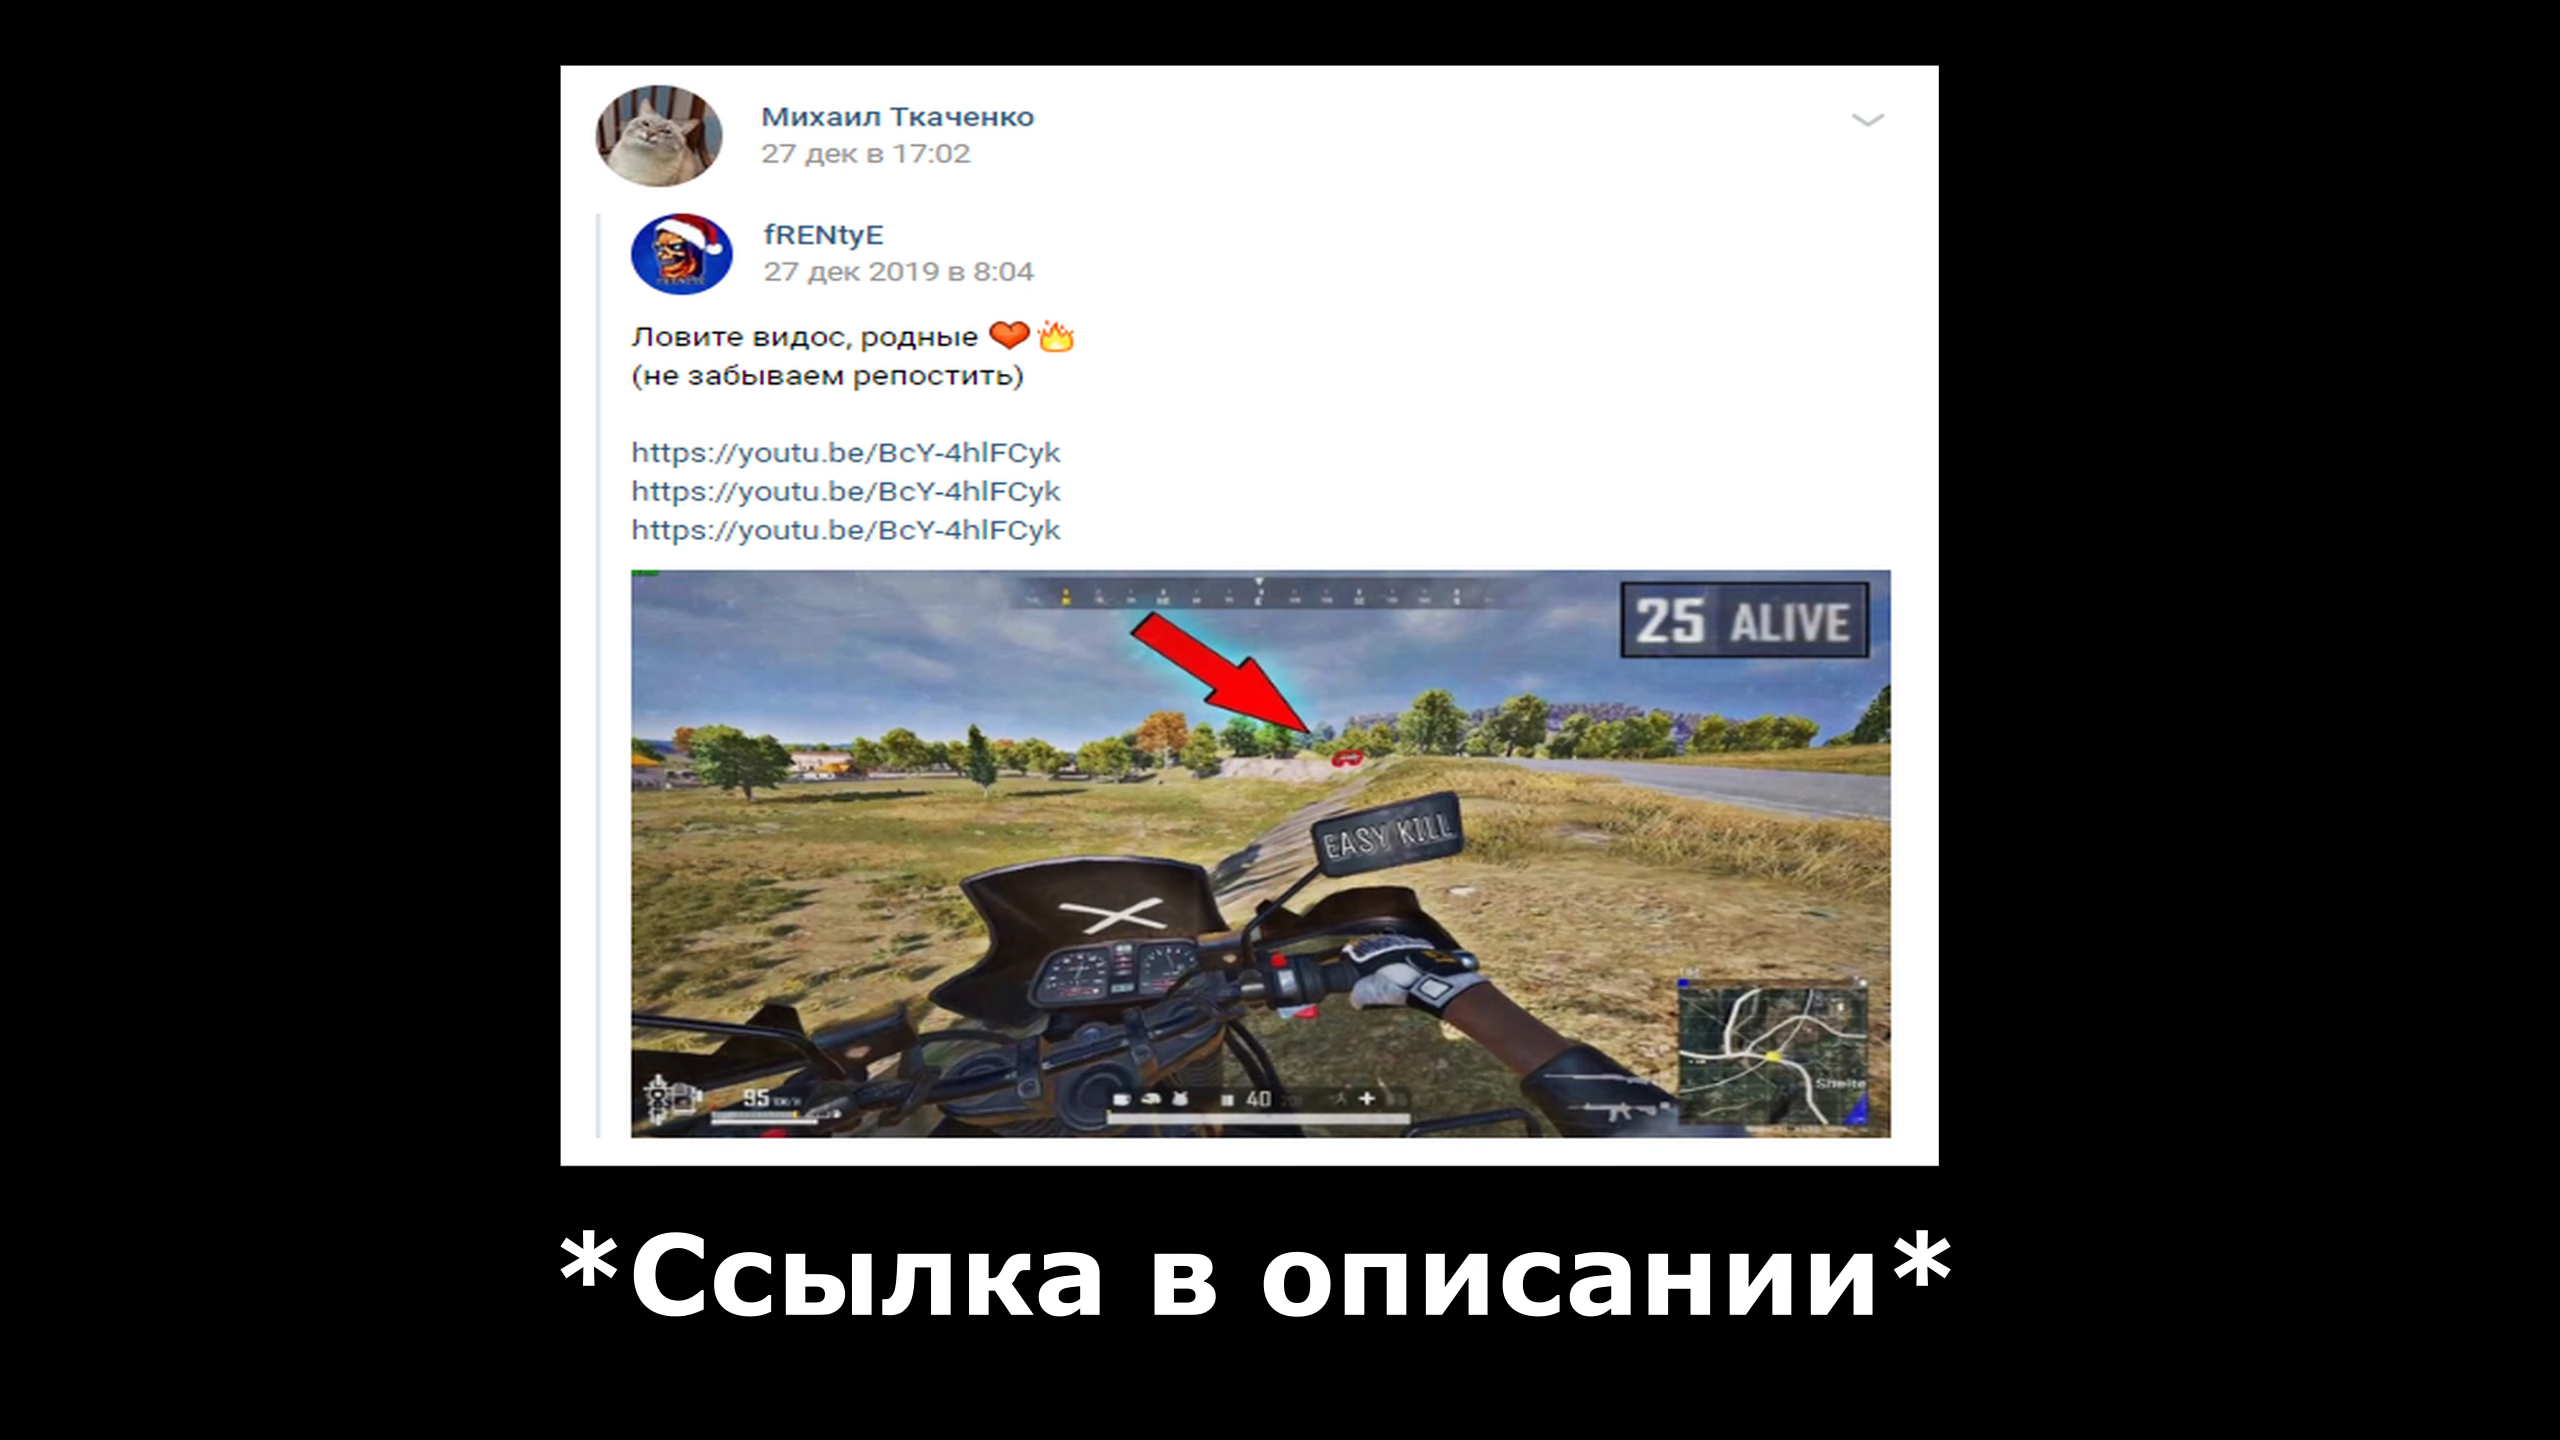 Михаил Ткаченко
27 дек в 17:02
fRENtyE
27 дек 2019 в 8:04
Ловите видос, родные ❤🔥
(не забываем репостить)
https://youtu.be/BcY-4hlFCyk
https://youtu.be/BcY-4hlFCyk
https://youtu.be/BcY-4hlFCyk
25 ALIVE
EASY KILL
95
40
*Ссылка в описании*